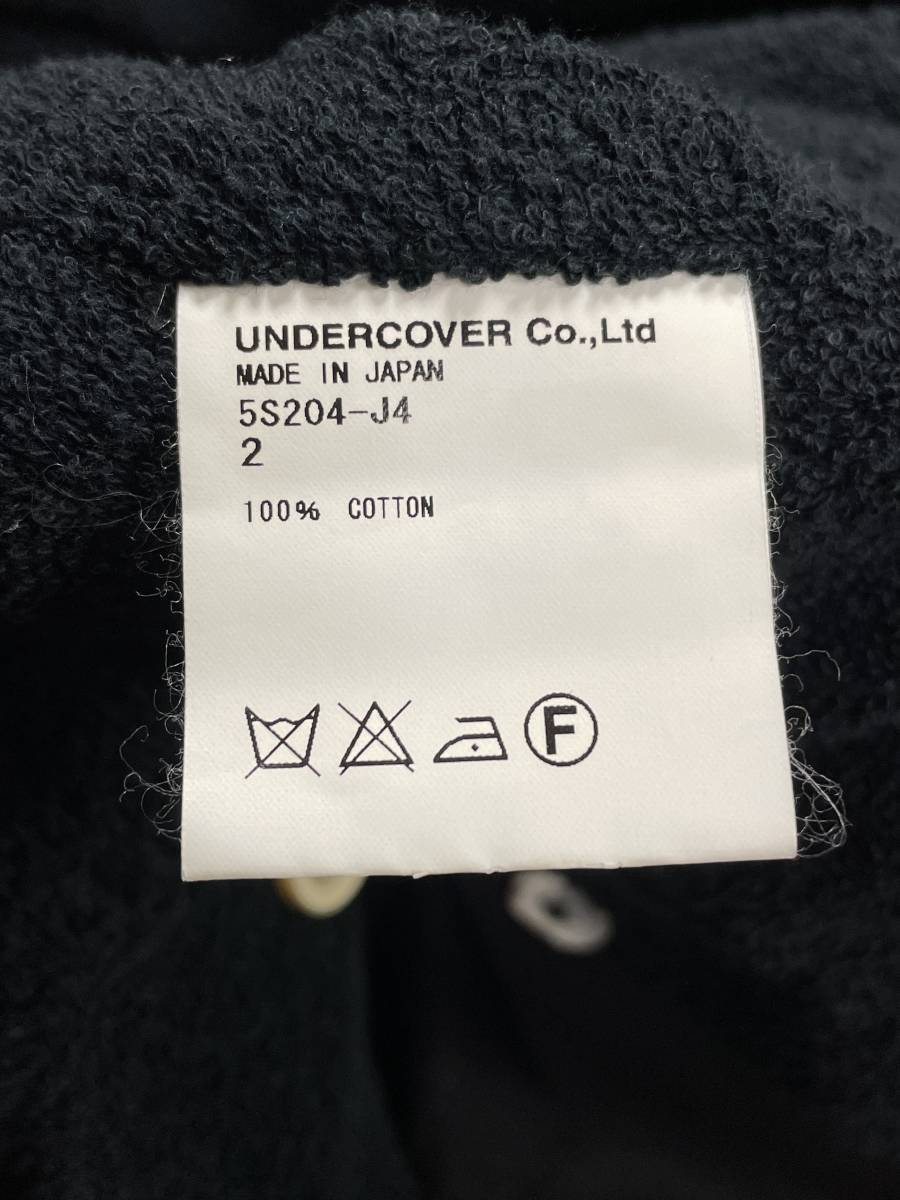 UNDERCOVER Co.,Ltd
MADE IN JAPAN
5S204-J4
2
100% COTTON
F